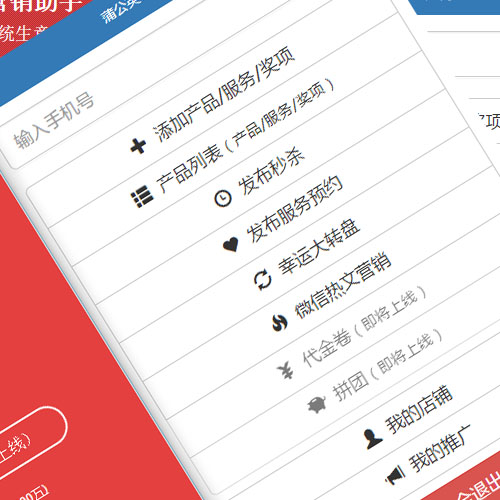 营销助手
统生产
蒲公英
输入手机号
添加产品/服务/奖项
产品列表(产品/服务/奖项)
发布秒杀
发布服务预约
幸运大转盘
微信热文营销
代金卷(即将上线)
拼团(即将上线)
我的店铺
我的推广
上线)
退出